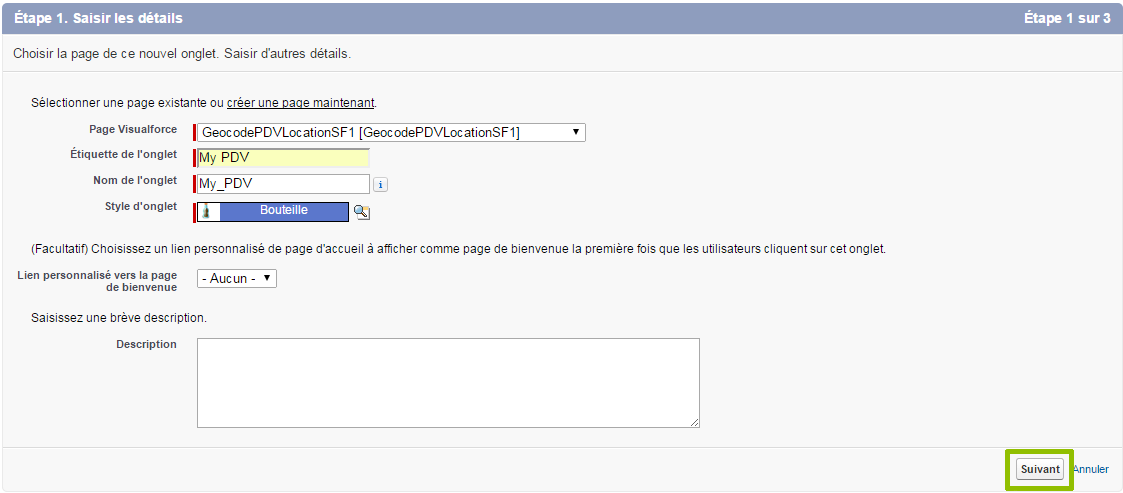 Étape 1. Saisir les détails
Étape 1 sur 3
Choisir la page de ce nouvel onglet. Saisir d'autres détails.
Sélectionner une page existante ou créer une page maintenant.
Page Visualforce
GeocodePDVLocationSF1 [GeocodePDVLocationSF1]
Étiquette de l'onglet
My PDV
Nom de l'onglet
My_PDV
i
Style d'onglet
Bouteille
(Facultatif) Choisissez un lien personnalisé de page d'accueil à afficher comme page de bienvenue la première fois que les utilisateurs cliquent sur cet onglet.
Lien personnalisé vers la page
de bienvenue
- Aucun -
Saisissez une brève description.
Description
Suivant
Annuler